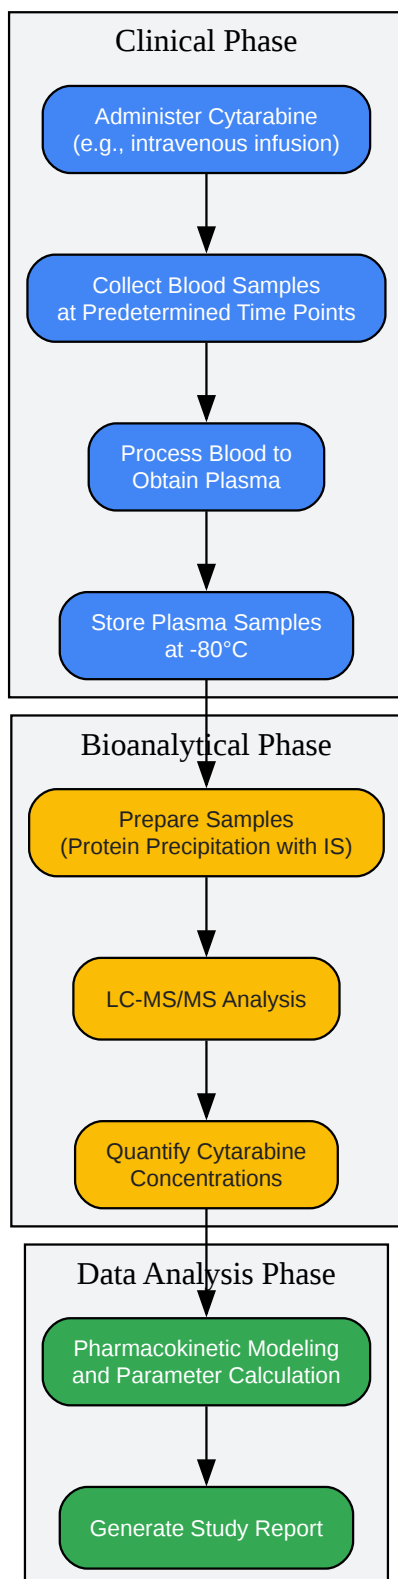 Clinical Phase
Administer Cytarabine
(e.g., intravenous infusion)
Collect Blood Samples
at Predetermined Time Points
Process Blood to
Obtain Plasma
Store Plasma Samples
at -80°C
Bioanalytical Phase
Prepare Samples
(Protein Precipitation with IS)
LC-MS/MS Analysis
Quantify Cytarabine
Concentrations
Data Analysis Phase
Pharmacokinetic Modeling
and Parameter Calculation
Generate Study Report